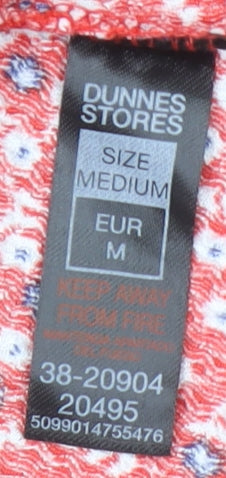 DUNNES
STORES
SIZE
MEDIUM
EUR
M
KEEP AWAY
FROM FIRE
38-20904
20495
5099014755476